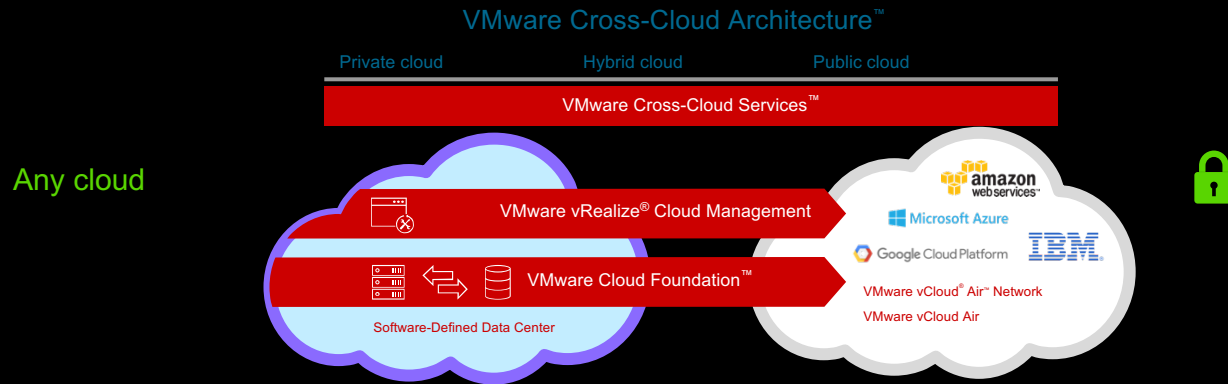 VMware Cross-Cloud Architecture™
Private cloud Hybrid cloud Public cloud
VMware Cross-Cloud Services™
Any cloud
amazon
web services™
VMware vRealize® Cloud Management
Microsoft Azure
Google Cloud Platform
IBM.
VMware Cloud Foundation™
VMware vCloud® Air™ Network
VMware vCloud Air
Software-Defined Data Center